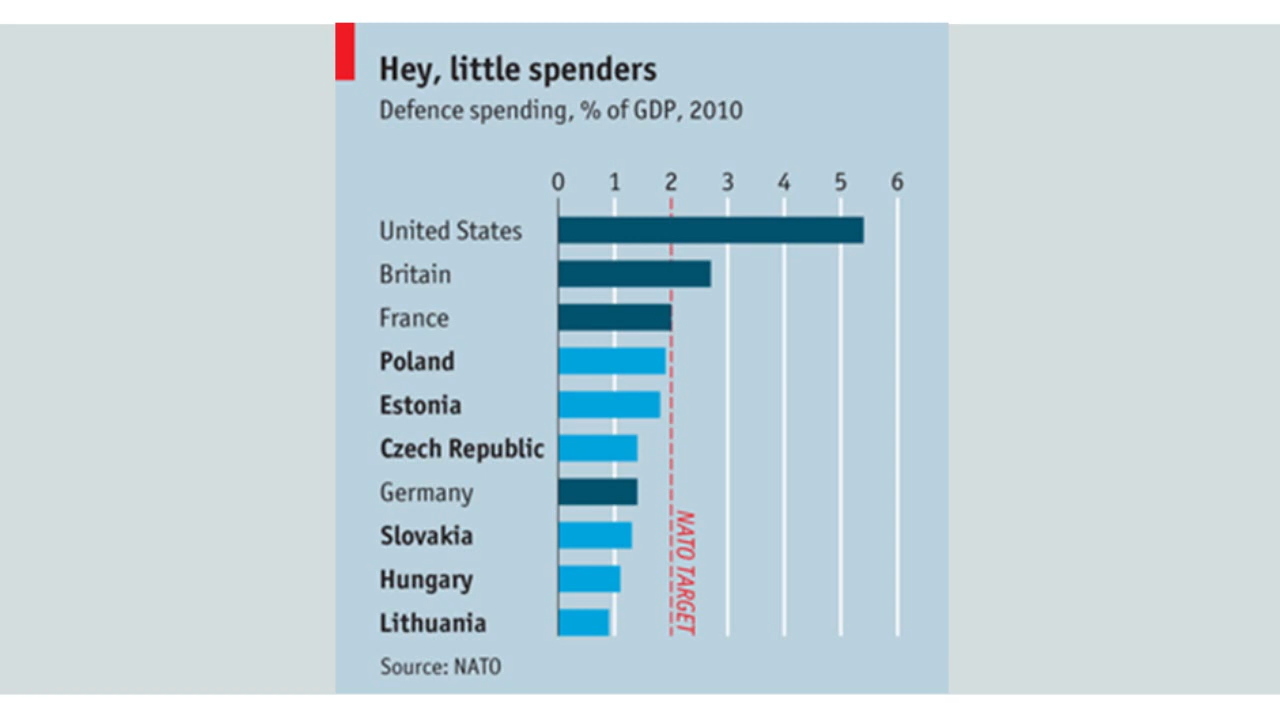 Hey, little spenders
Defence spending, % of GDP, 2010
0 1 2 3 4 5 6
United States
Britain
France
Poland
Estonia
Czech Republic
Germany
Slovakia
Hungary
Lithuania
NATO TARGET
Source: NATO